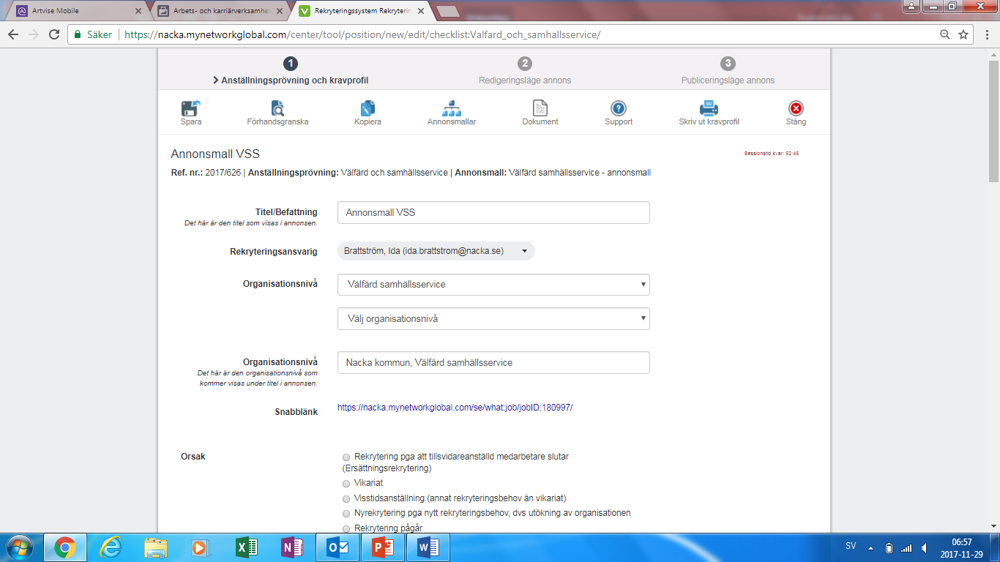 Artvise Mobile
Arbets- och karriärverksamhe
Rekryteringssystem Rekryterin
Säker
https://nacka.mynetworkglobal.com/center/tool/position/new/edit/checklist:Valfard_och_samhallsservice/
1
2
3
Anställningsprövning och kravprofil
Redigeringsläge annons
Publiceringsläge annons
Spara
Förhandsgranska
Kopiera
Annonsmallar
Dokument
Support
Skriv ut kravprofil
Stäng
Annonsmall VSS
Sessionstid kvar: 52:45
Ref. nr.: 2017/626 | Anställningsprövning: Välfärd och samhällsservice | Annonsmall: Välfärd samhällsservice - annonsmall
Titel/Befattning
Det här är den titel som visas i annonsen.
Annonsmall VSS
Rekryteringsansvarig
Brattström, Ida (ida.brattstrom@nacka.se)
Organisationsnivå
Välfärd samhällsservice
Välj organisationsnivå
Organisationsnivå
Det här är den organisationsnivå som
kommer visas under titel i annonsen.
Nacka kommun, Välfärd samhällsservice
Snabblänk
https://nacka.mynetworkglobal.com/se/what:job/jobID:180997/
Orsak
Rekrytering pga att tillsvidareanställd medarbetare slutar
(Ersättningsrekrytering)
Vikariat
Visstidsanställning (annat rekryteringsbehov än vikariat)
Nyrekrytering pga nytt rekryteringsbehov, dvs utökning av organisationen
Rekrytering pågår
SV
06:57
2017-11-29